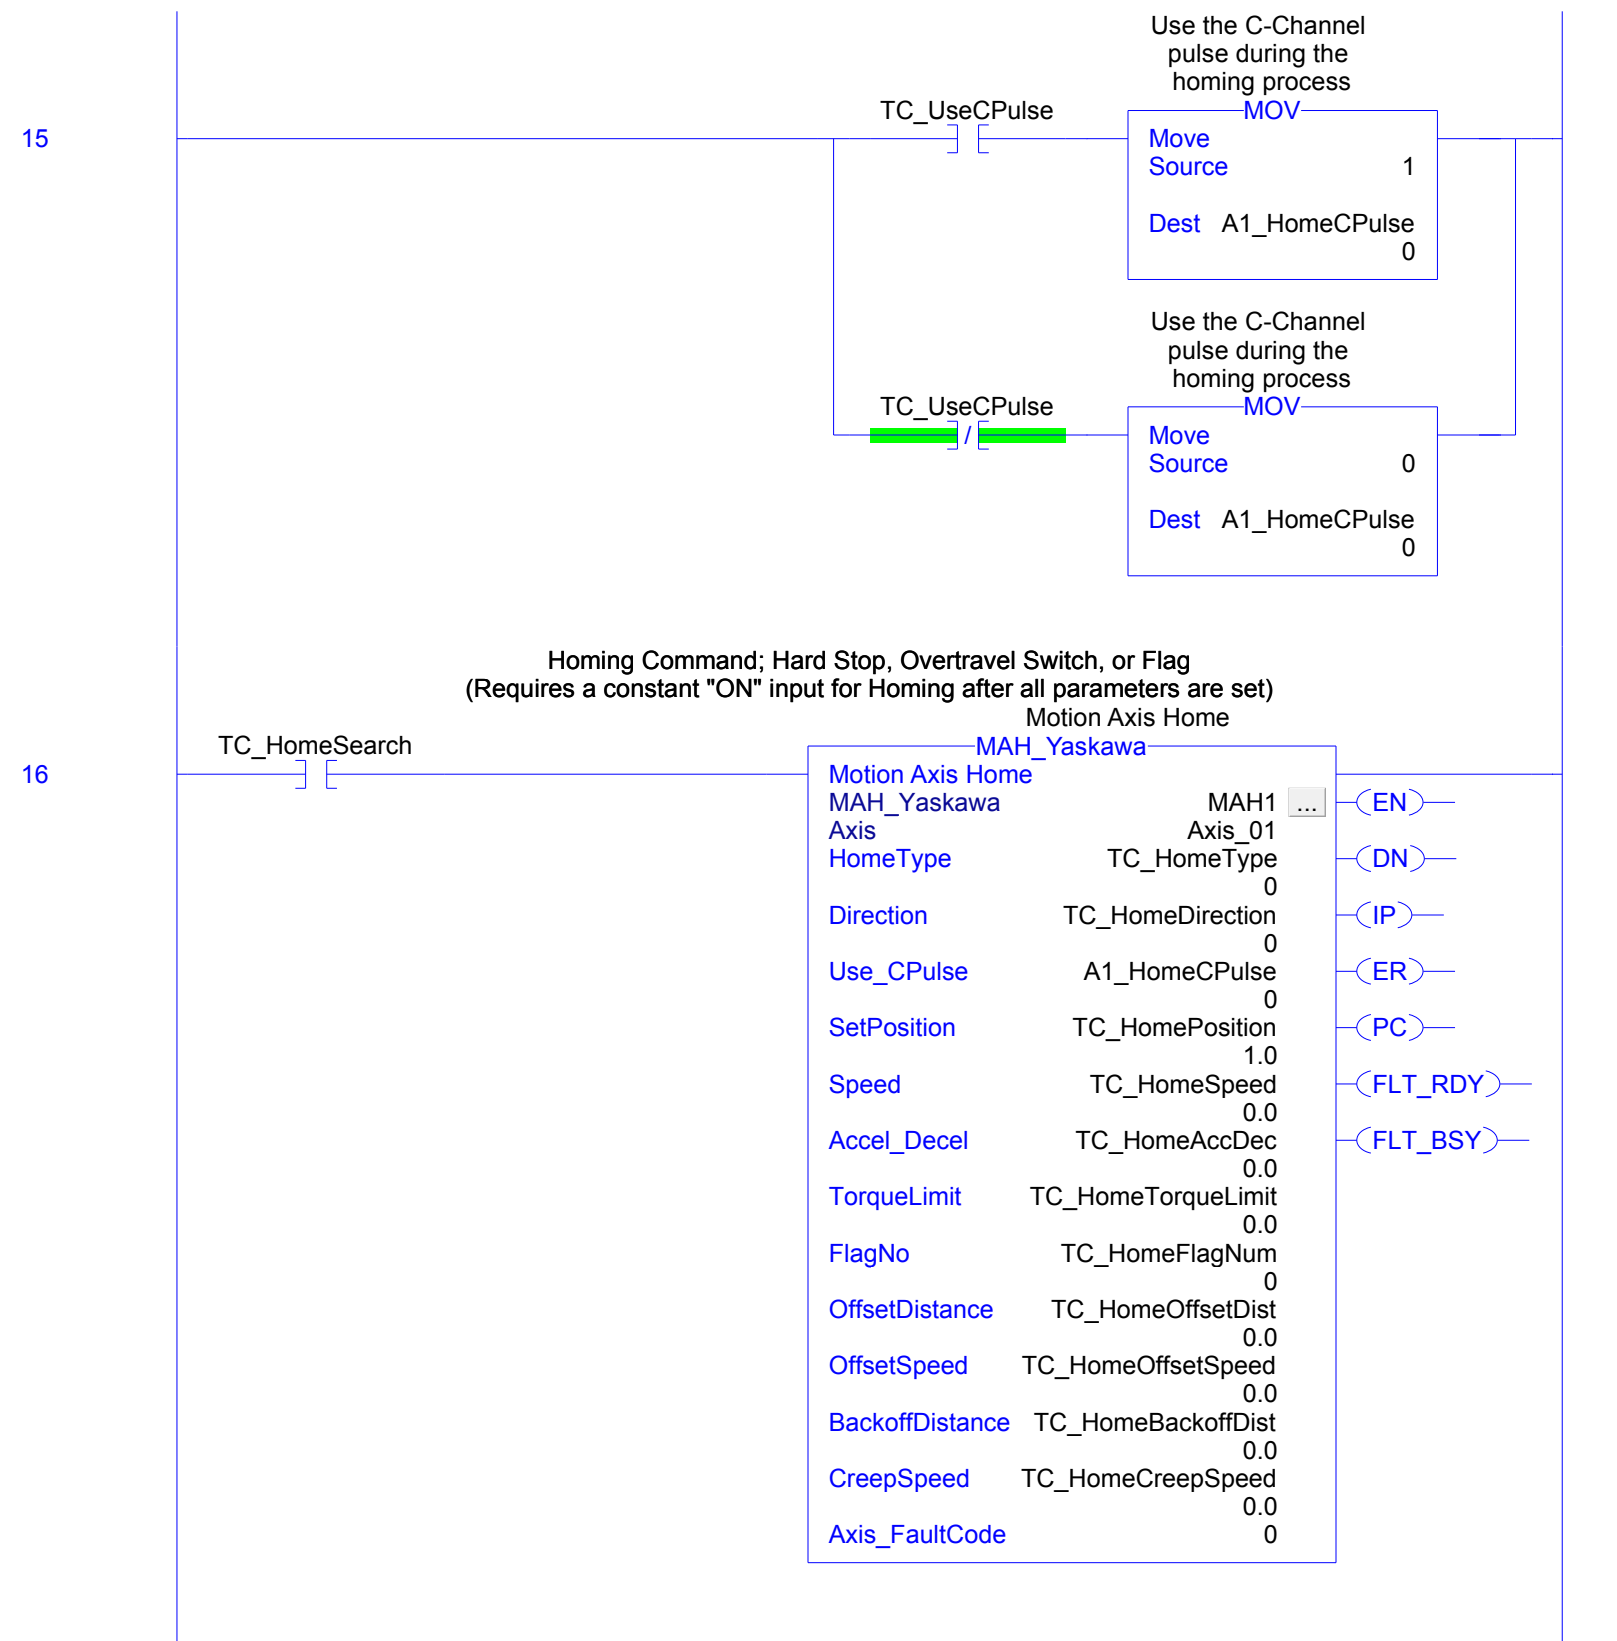 15
Use the C-Channel
pulse during the
homing process
TC_UseCPulse
MOV
Move
Source 1
Dest A1_HomeCPulse
0
Use the C-Channel
pulse during the
homing process
TC_UseCPulse
/
MOV
Move
Source 0
Dest A1_HomeCPulse
0
Homing Command; Hard Stop, Overtravel Switch, or Flag
(Requires a constant "ON" input for Homing after all parameters are set)
16
TC_HomeSearch
Motion Axis Home
MAH_Yaskawa
Motion Axis Home
MAH_Yaskawa MAH1 ... EN
Axis Axis_01
HomeType TC_HomeType DN
0
Direction TC_HomeDirection IP
0
Use_CPulse A1_HomeCPulse ER
0
SetPosition TC_HomePosition PC
1.0
Speed TC_HomeSpeed FLT_RDY
0.0
Accel_Decel TC_HomeAccDec FLT_BSY
0.0
TorqueLimit TC_HomeTorqueLimit
0.0
FlagNo TC_HomeFlagNum
0
OffsetDistance TC_HomeOffsetDist
0.0
OffsetSpeed TC_HomeOffsetSpeed
0.0
BackoffDistance TC_HomeBackoffDist
0.0
CreepSpeed TC_HomeCreepSpeed
0.0
Axis_FaultCode 0